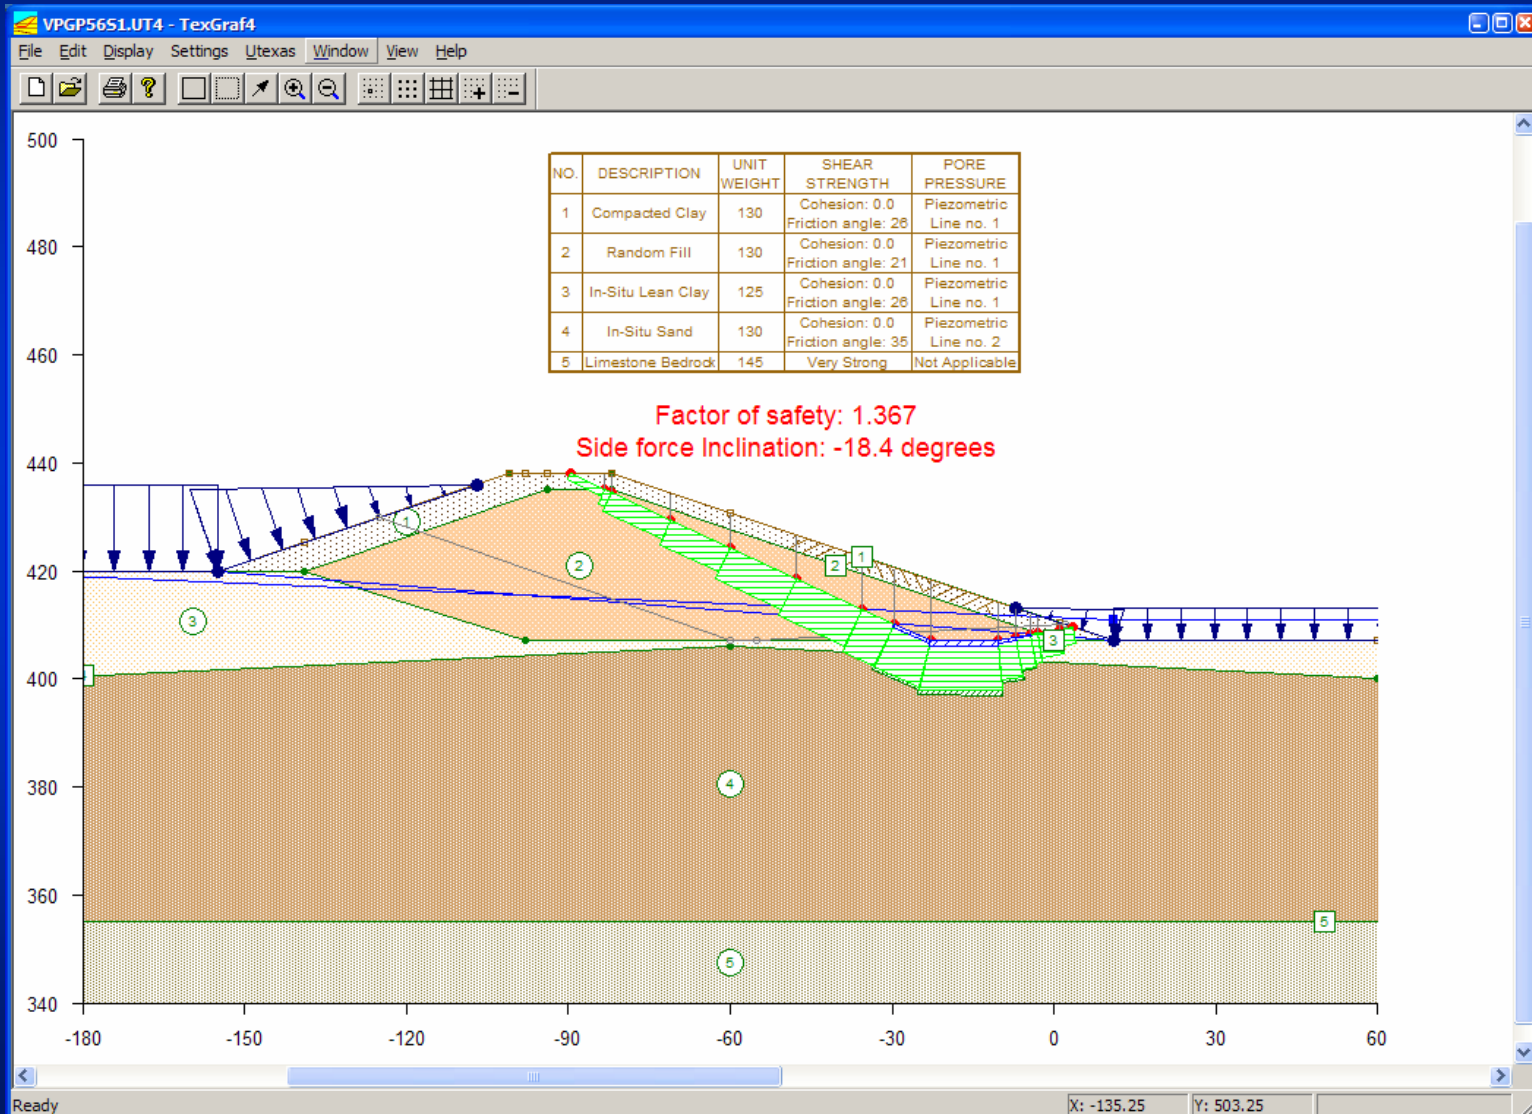 VPGP56S1.UT4 - TexGraf4
File Edit Display Settings Utexas Window View Help
500
480
460
440
420
400
380
360
340
NO. DESCRIPTION UNIT WEIGHT SHEAR STRENGTH PORE PRESSURE
1 Compacted Clay 130 Cohesion: 0.0 Friction angle: 26 Piezometric Line no. 1
2 Random Fill 130 Cohesion: 0.0 Friction angle: 21 Piezometric Line no. 1
3 In-Situ Lean Clay 125 Cohesion: 0.0 Friction angle: 26 Piezometric Line no. 1
4 In-Situ Sand 130 Cohesion: 0.0 Friction angle: 35 Piezometric Line no. 2
5 Limestone Bedrock 145 Very Strong Not Applicable
Factor of safety: 1.367
Side force Inclination: -18.4 degrees
1
2
2
1
3
3
4
5
5
-180 -150 -120 -90 -60 -30 0 30 60
Ready X: -135.25 Y: 503.25